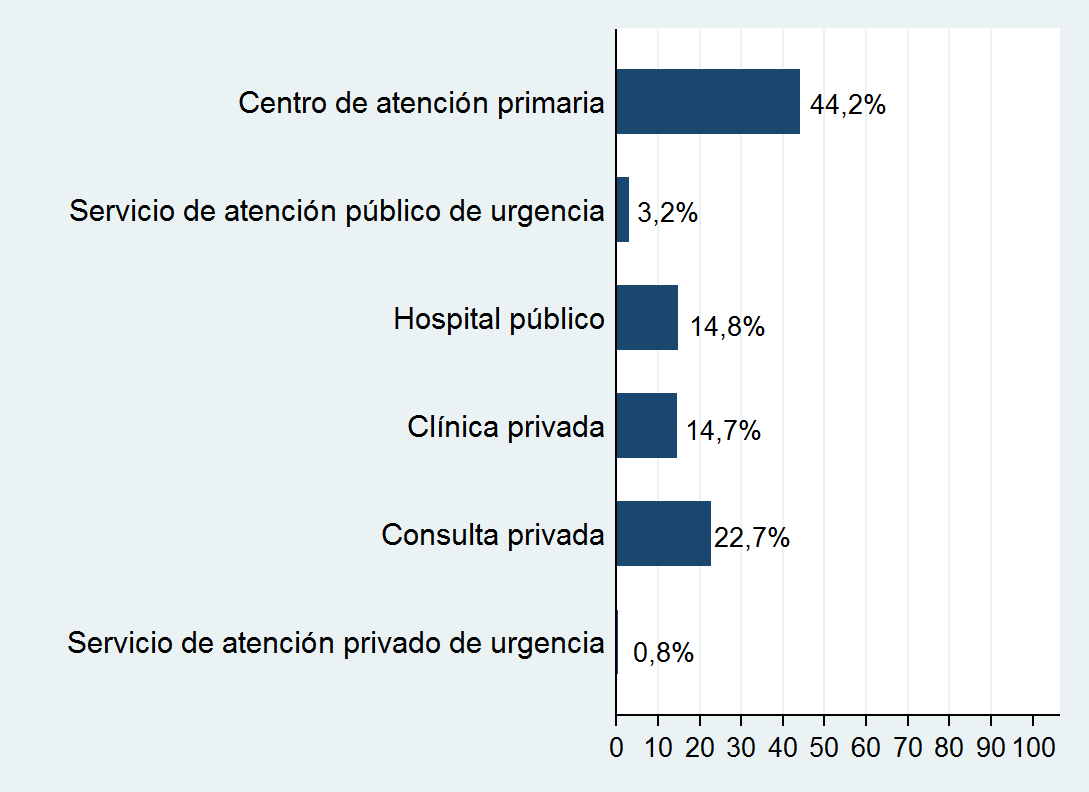 Centro de atención primaria
44,2%
Servicio de atención público de urgencia
3,2%
Hospital público
14,8%
Clínica privada
14,7%
Consulta privada
22,7%
Servicio de atención privado de urgencia
0,8%
0 10 20 30 40 50 60 70 80 90 100